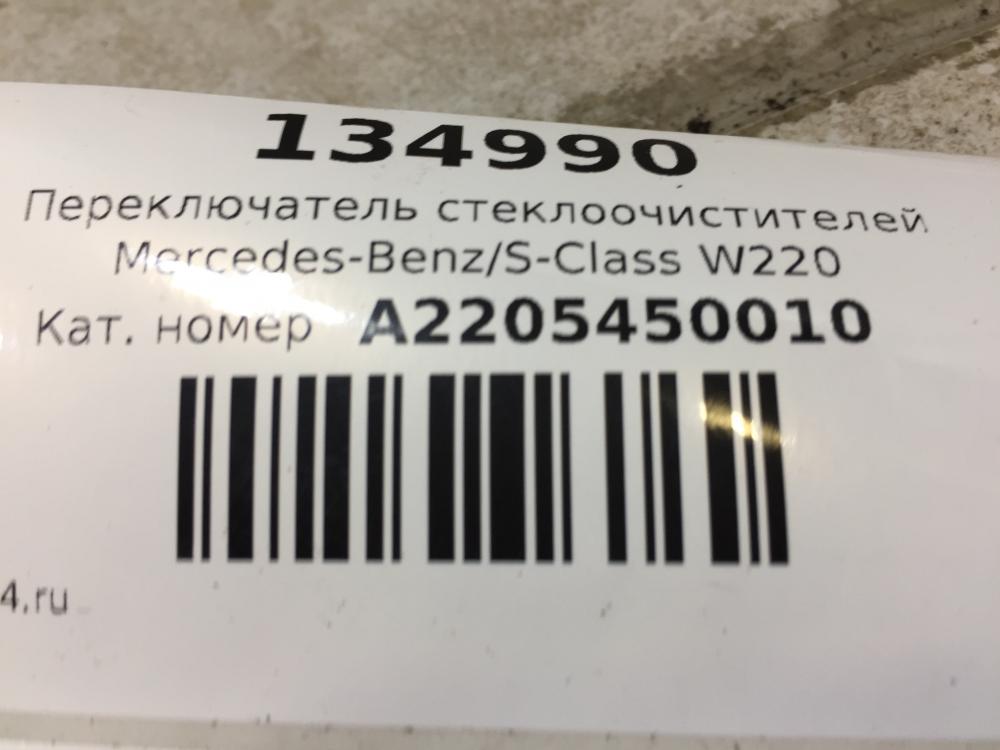 134990
Переключатель стеклоочистителей
Mercedes-Benz/S-Class W220
Кат. номер A2205450010
4.ru